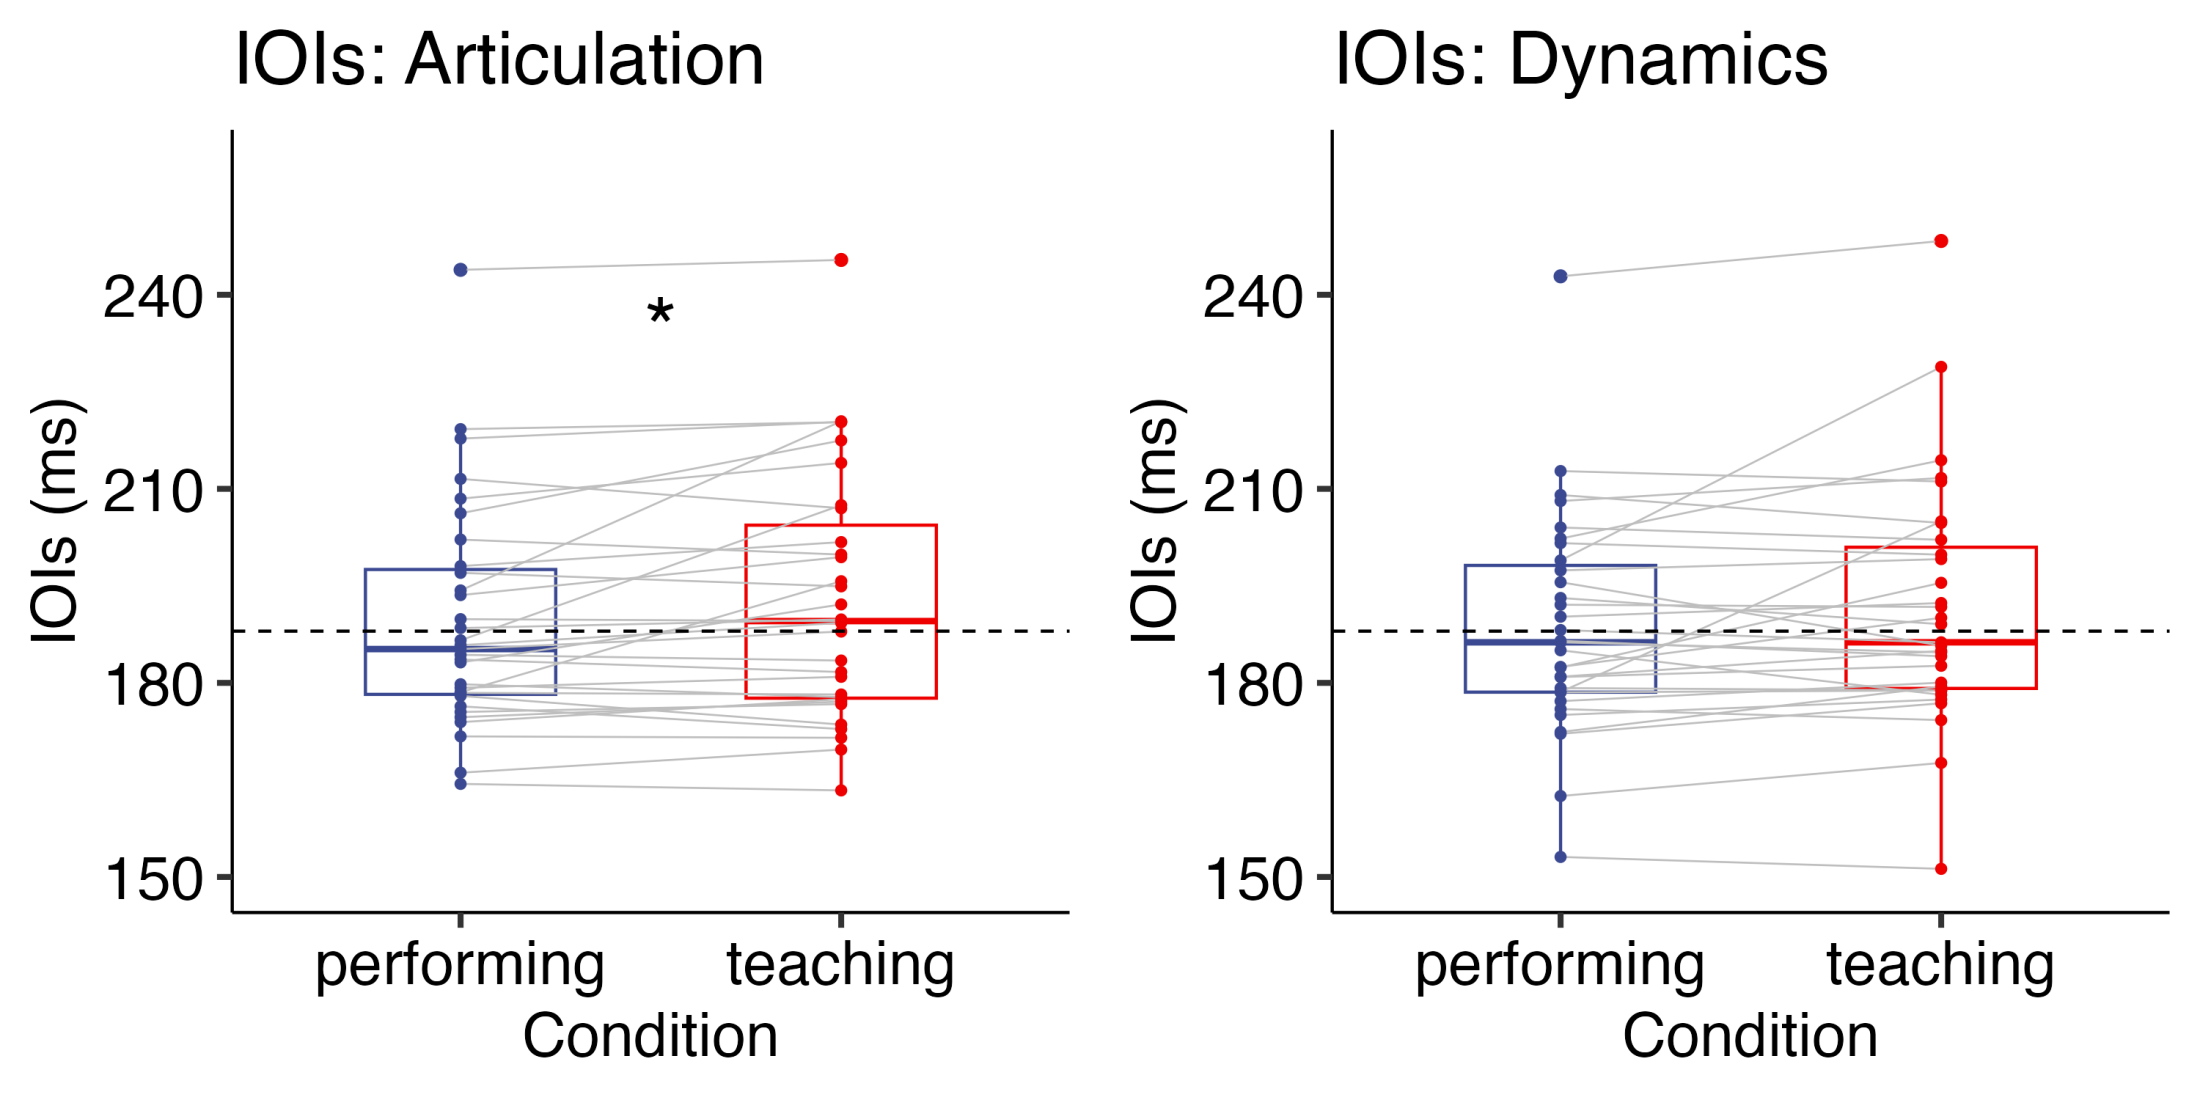 IOIs: Articulation
IOIs (ms)
240
210
180
150
*
performing
teaching
Condition
IOIs: Dynamics
IOIs (ms)
240
210
180
150
performing
teaching
Condition